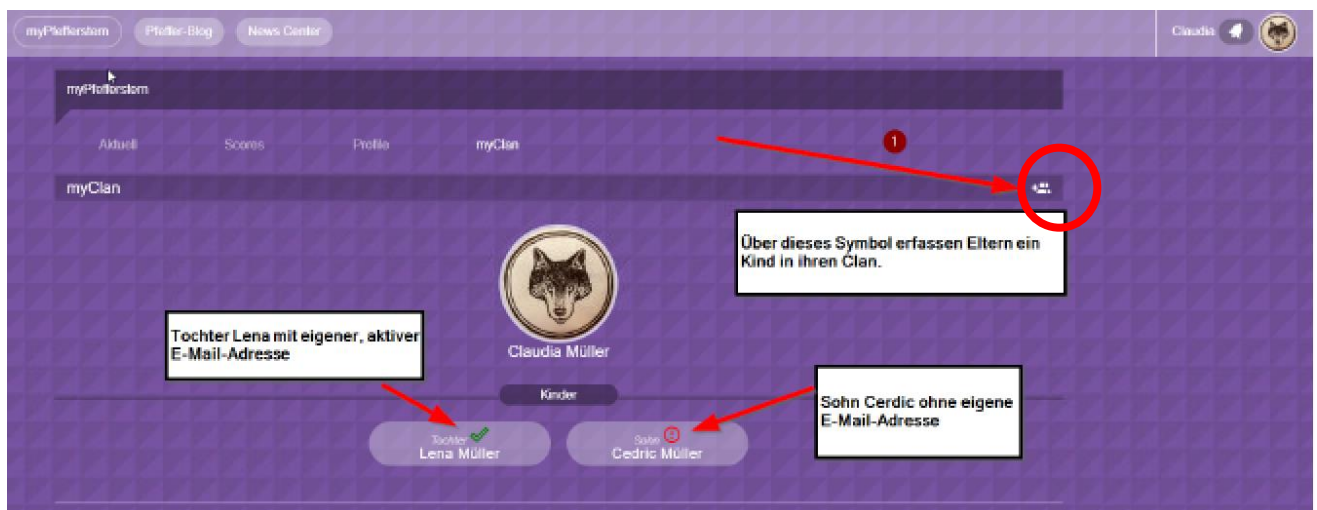 myPfefferstern Pfeffer-Blog News Center Claudia
myPfefferstern
Aktuell Scores Profile myClan
1
myClan
Über dieses Symbol erfassen Eltern ein
Kind in ihren Clan.
Tochter Lena mit eigener, aktiver
E-Mail-Adresse
Claudia Müller
Kinder
Sohn Cerdic ohne eigene
E-Mail-Adresse
Tochter
Lena Müller
Sohn
Cedric Müller